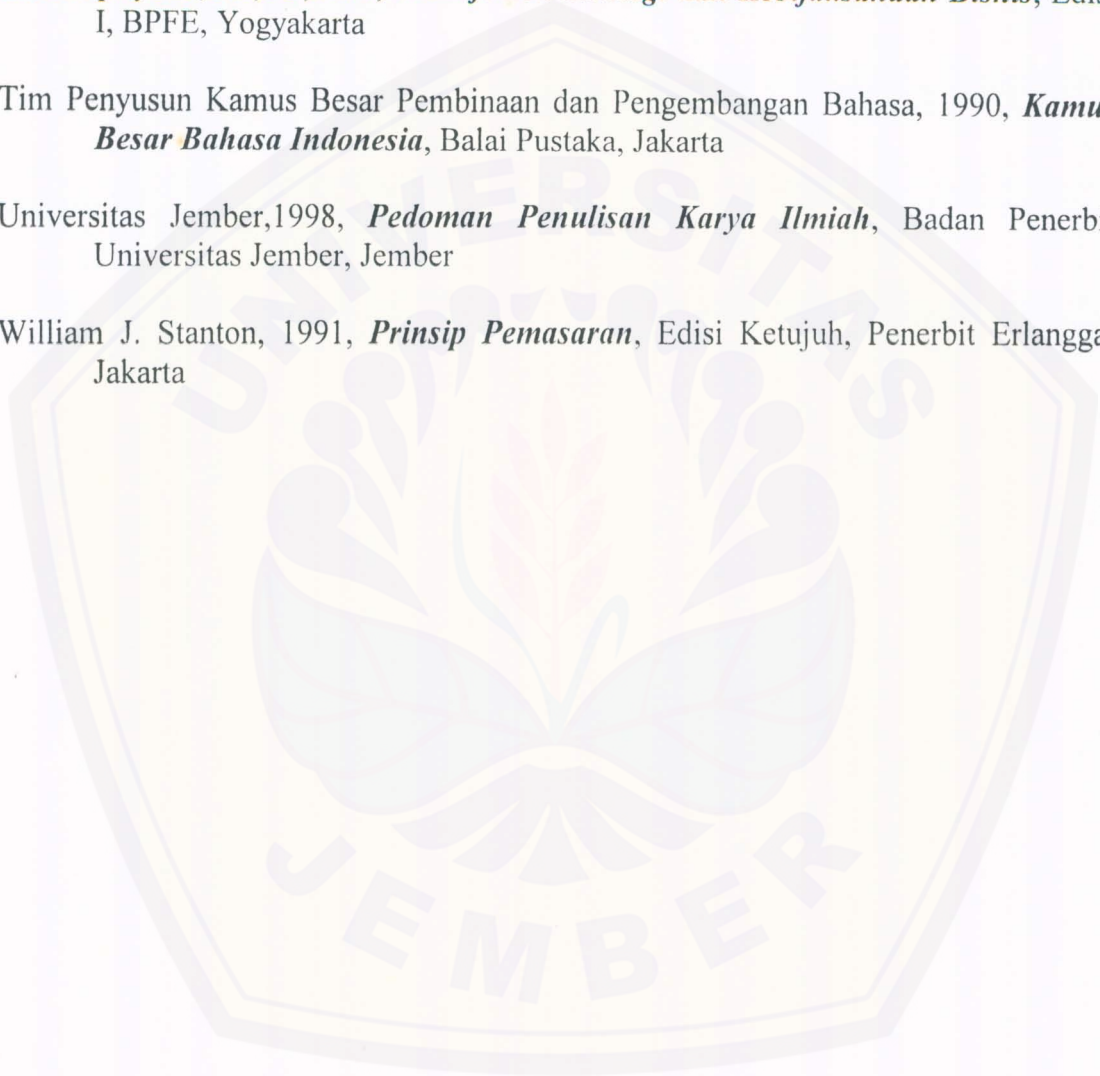 I, BPFE, Yogyakarta
Tim Penyusun Kamus Besar Pembinaan dan Pengembangan Bahasa, 1990, Kamu
Besar Bahasa Indonesia, Balai Pustaka, Jakarta
Universitas Jember,1998, Pedoman Penulisan Karya Ilmiah, Badan Penerbi
Universitas Jember, Jember
William J. Stanton, 1991, Prinsip Pemasaran, Edisi Ketujuh, Penerbit Erlangga
Jakarta
UNIVERSITAS
JEMBER